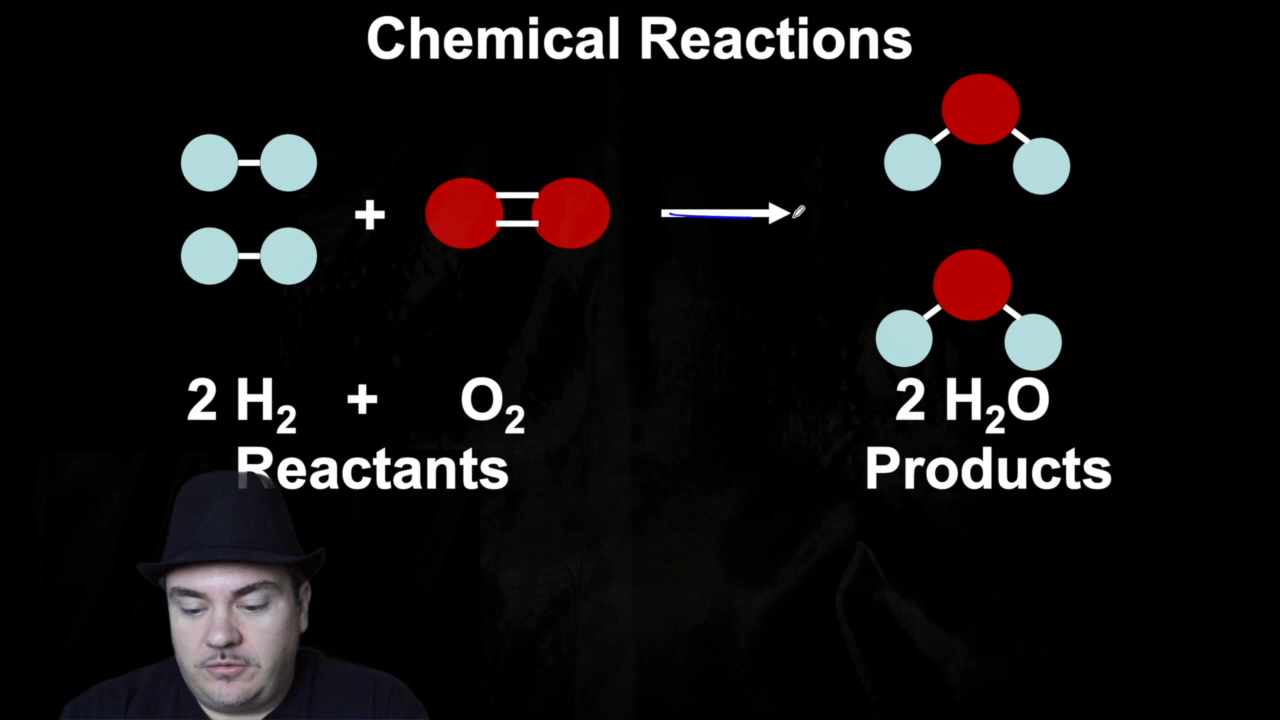 Chemical Reactions
+
2 H₂ + O₂ 2 H₂O
Reactants Products